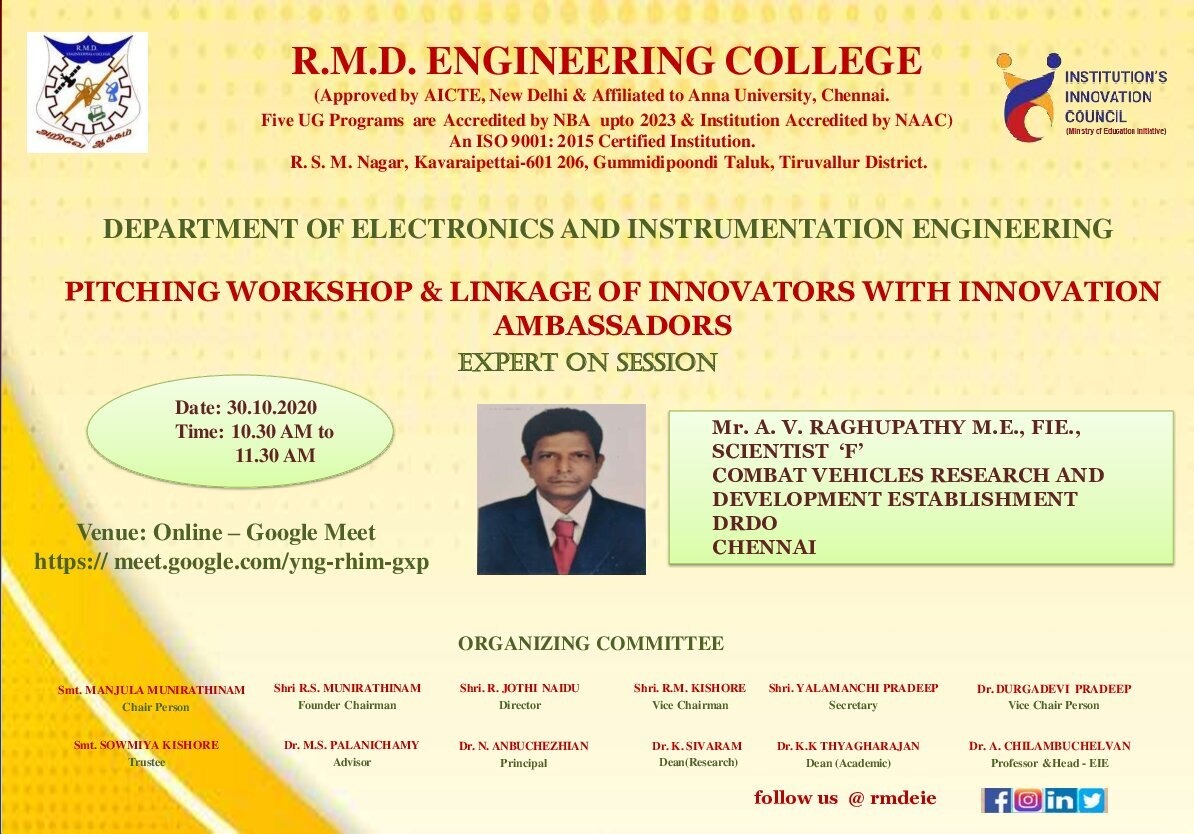 R.M.D.
ENGINEERING COLLEGE
அறிவே ஆக்கம்
R.M.D. ENGINEERING COLLEGE
(Approved by AICTE, New Delhi & Affiliated to Anna University, Chennai.
Five UG Programs are Accredited by NBA upto 2023 & Institution Accredited by NAAC)
An ISO 9001: 2015 Certified Institution.
R. S. M. Nagar, Kavaraipettai-601 206, Gummidipoondi Taluk, Tiruvallur District.
INSTITUTION'S
INNOVATION
COUNCIL
(Ministry of Education Initiative)
DEPARTMENT OF ELECTRONICS AND INSTRUMENTATION ENGINEERING
PITCHING WORKSHOP & LINKAGE OF INNOVATORS WITH INNOVATION
AMBASSADORS
EXPERT ON SESSION
Date: 30.10.2020
Time: 10.30 AM to
11.30 AM
Venue: Online – Google Meet
https:// meet.google.com/yng-rhim-gxp
Mr. A. V. RAGHUPATHY M.E., FIE.,
SCIENTIST ‘F’
COMBAT VEHICLES RESEARCH AND
DEVELOPMENT ESTABLISHMENT
DRDO
CHENNAI
ORGANIZING COMMITTEE
Smt. MANJULA MUNIRATHINAM
Chair Person
Shri R.S. MUNIRATHINAM
Founder Chairman
Shri. R. JOTHI NAIDU
Director
Shri. R.M. KISHORE
Vice Chairman
Shri. YALAMANCHI PRADEEP
Secretary
Dr. DURGADEVI PRADEEP
Vice Chair Person
Smt. SOWMIYA KISHORE
Trustee
Dr. M.S. PALANICHAMY
Advisor
Dr. N. ANBUCHEZHIAN
Principal
Dr. K. SIVARAM
Dean(Research)
Dr. K.K THYAGHARAJAN
Dean (Academic)
Dr. A. CHILAMBUCHELVAN
Professor &Head - EIE
follow us @ rmdeie